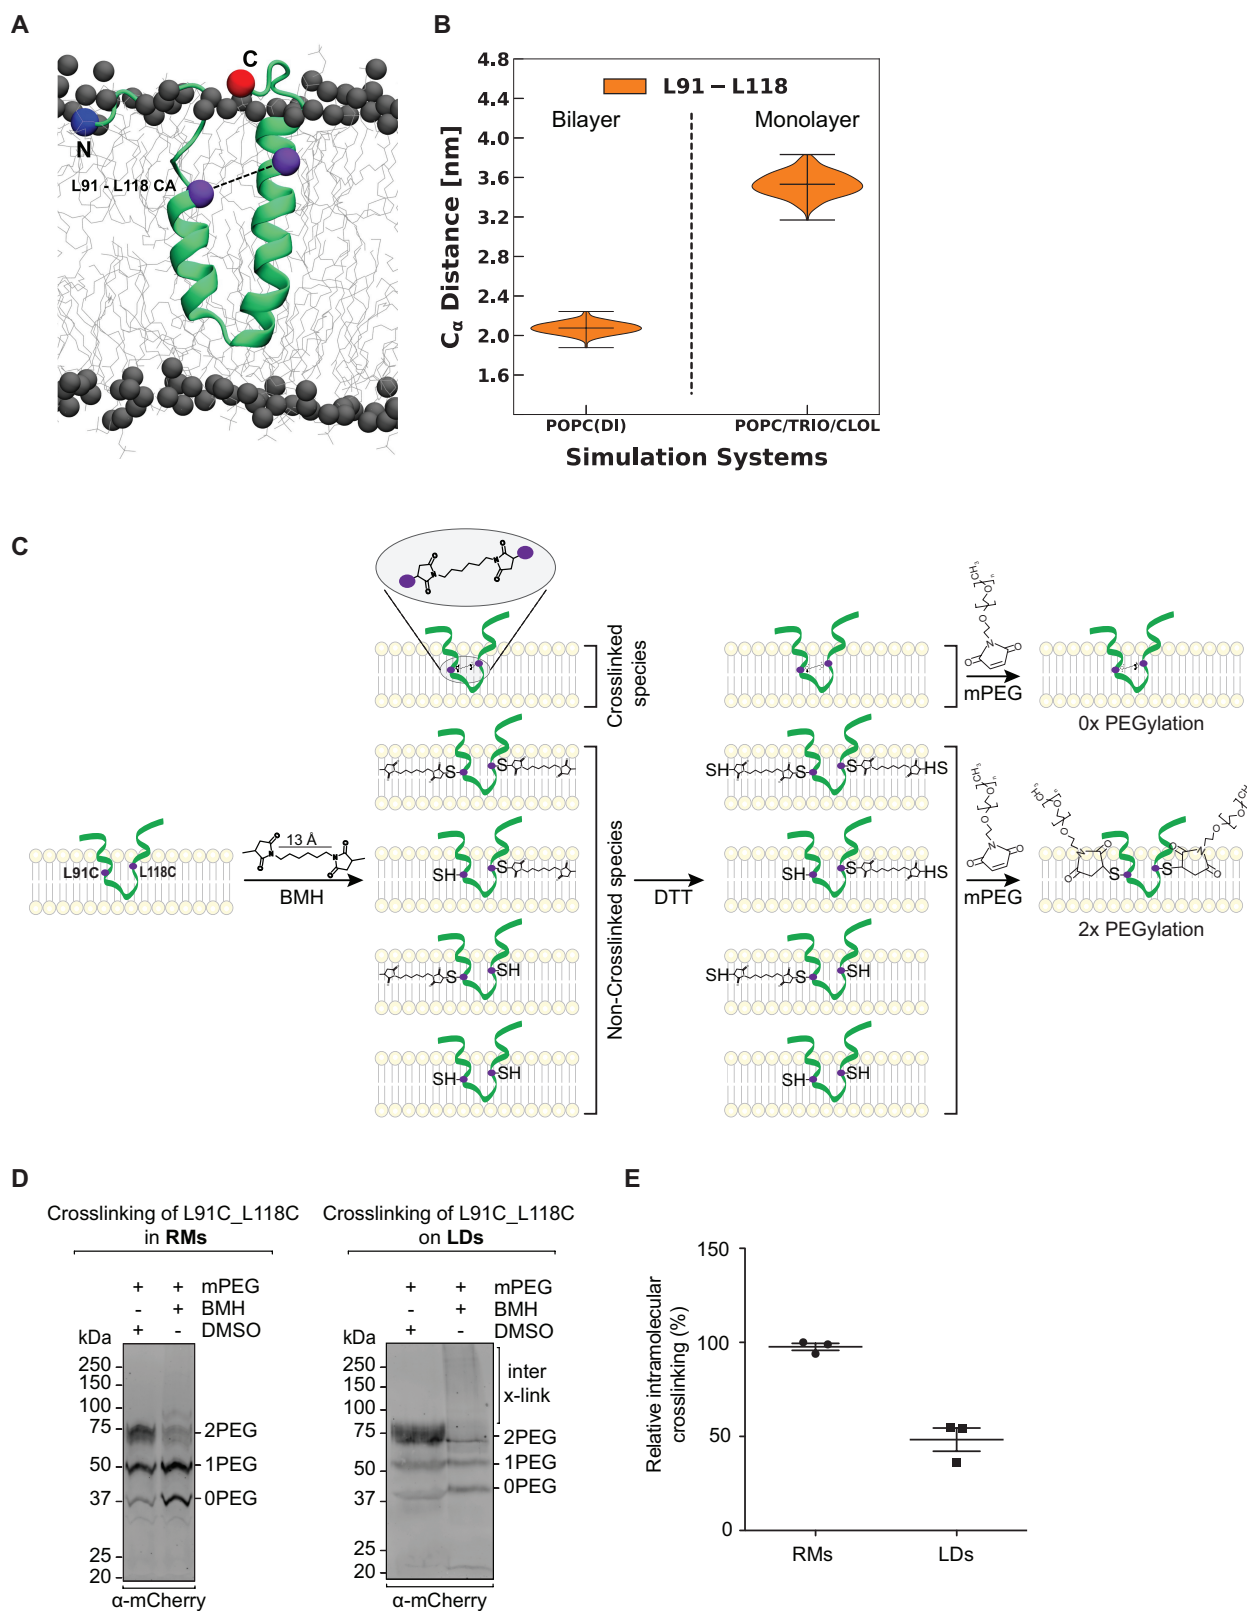 A
C
N
L91 - L118 CA
B
Cα Distance [nm]
4.8
4.4
4.0
3.6
3.2
2.8
2.4
2.0
1.6
L91 – L118
Bilayer
Monolayer
POPC(DI)
POPC/TRIO/CLOL
Simulation Systems
C
L91C
L118C
13 Å
O
O
N
N
O
O
BMH
O
O
N
N
O
O
Crosslinked
species
Non-Crosslinked species
S
S
SH
S
S
SH
SH
SH
DTT
SH
S
S
HS
SH
S
HS
SH
S
SH
SH
SH
CH3
O
n
O
O
N
O
O
mPEG
0x PEGylation
CH3
O
n
O
O
N
O
O
mPEG
CH3
O
n
O
O
N
O
O
S
S
O
N
O
O
O
n
CH3
2x PEGylation
D
Crosslinking of L91C_L118C
in RMs
+ + mPEG
- + BMH
+ - DMSO
kDa
250
150
100
75
50
37
25
20
2PEG
1PEG
0PEG
α-mCherry
Crosslinking of L91C_L118C
on LDs
+ + mPEG
- + BMH
+ - DMSO
kDa
250
150
100
75
50
37
25
20
inter
x-link
2PEG
1PEG
0PEG
α-mCherry
E
Relative intramolecular
crosslinking (%)
150
100
50
0
RMs
LDs